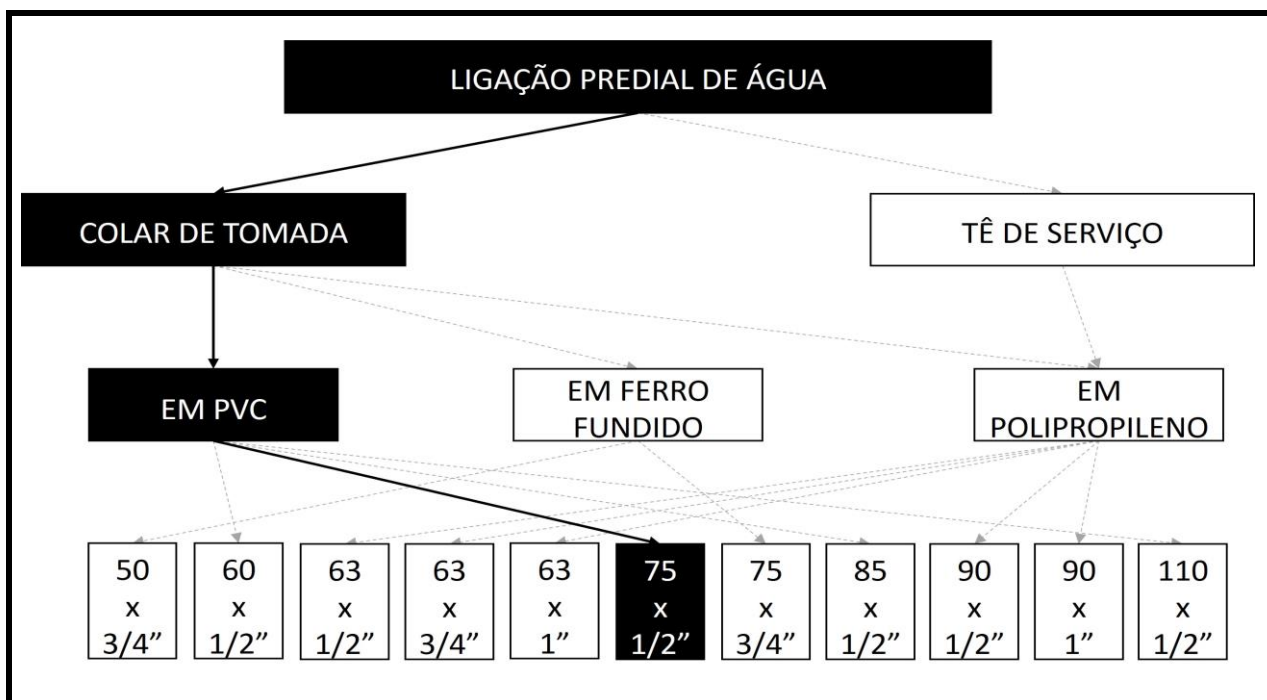 LIGAÇÃO PREDIAL DE ÁGUA
COLAR DE TOMADA
TÊ DE SERVIÇO
EM PVC
EM FERRO
FUNDIDO
EM
POLIPROPILENO
50
x
3/4”
60
x
1/2”
63
x
1/2”
63
x
3/4”
63
x
1”
75
x
1/2”
75
x
3/4”
85
x
1/2”
90
x
1/2”
90
x
1”
110
x
1/2”